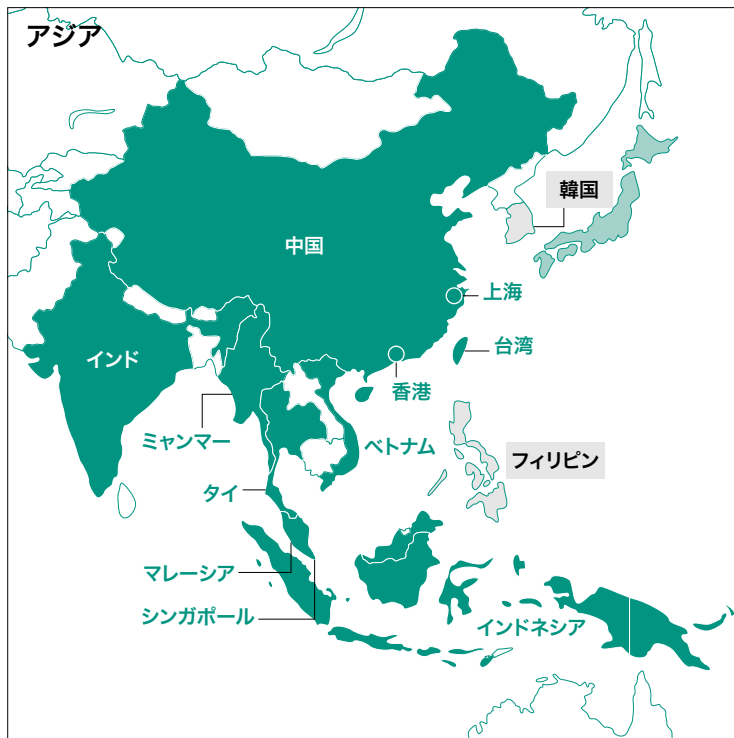 アジア
韓国
中国
上海
台湾
インド
香港
ミャンマー
ベトナム
フィリピン
タイ
マレーシア
シンガポール
インドネシア